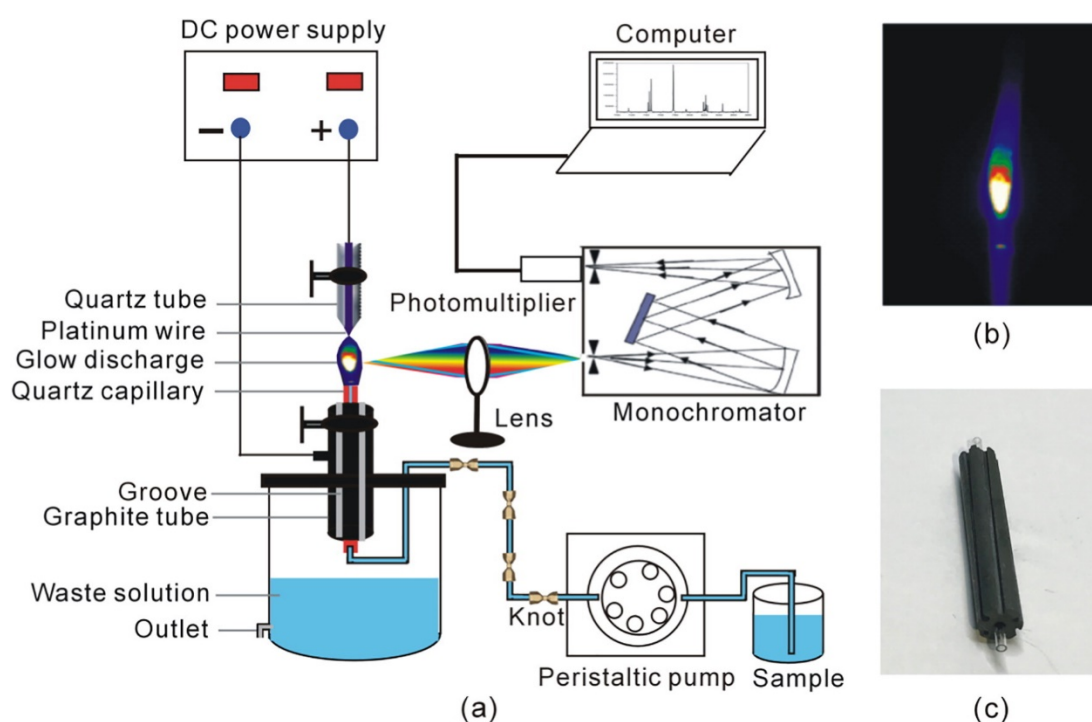 DC power supply
− +
Computer
Quartz tube
Platinum wire
Glow discharge
Quartz capillary
Photomultiplier
Lens
Monochromator
Groove
Graphite tube
Waste solution
Outlet
Knot
Peristaltic pump
Sample
(a)
(b)
(c)